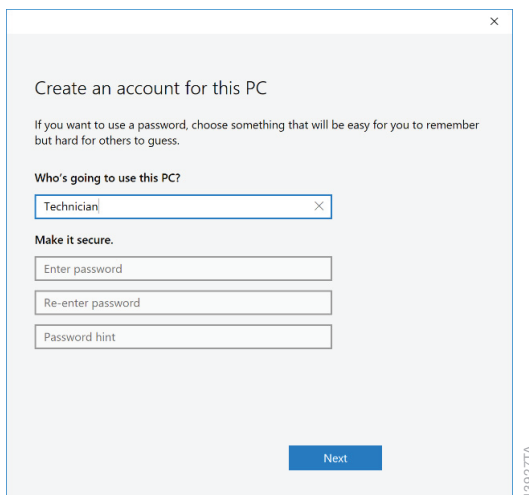 Create an account for this PC
If you want to use a password, choose something that will be easy for you to remember
but hard for others to guess.
Who's going to use this PC?
Technician
Make it secure.
Enter password
Re-enter password
Password hint
Next